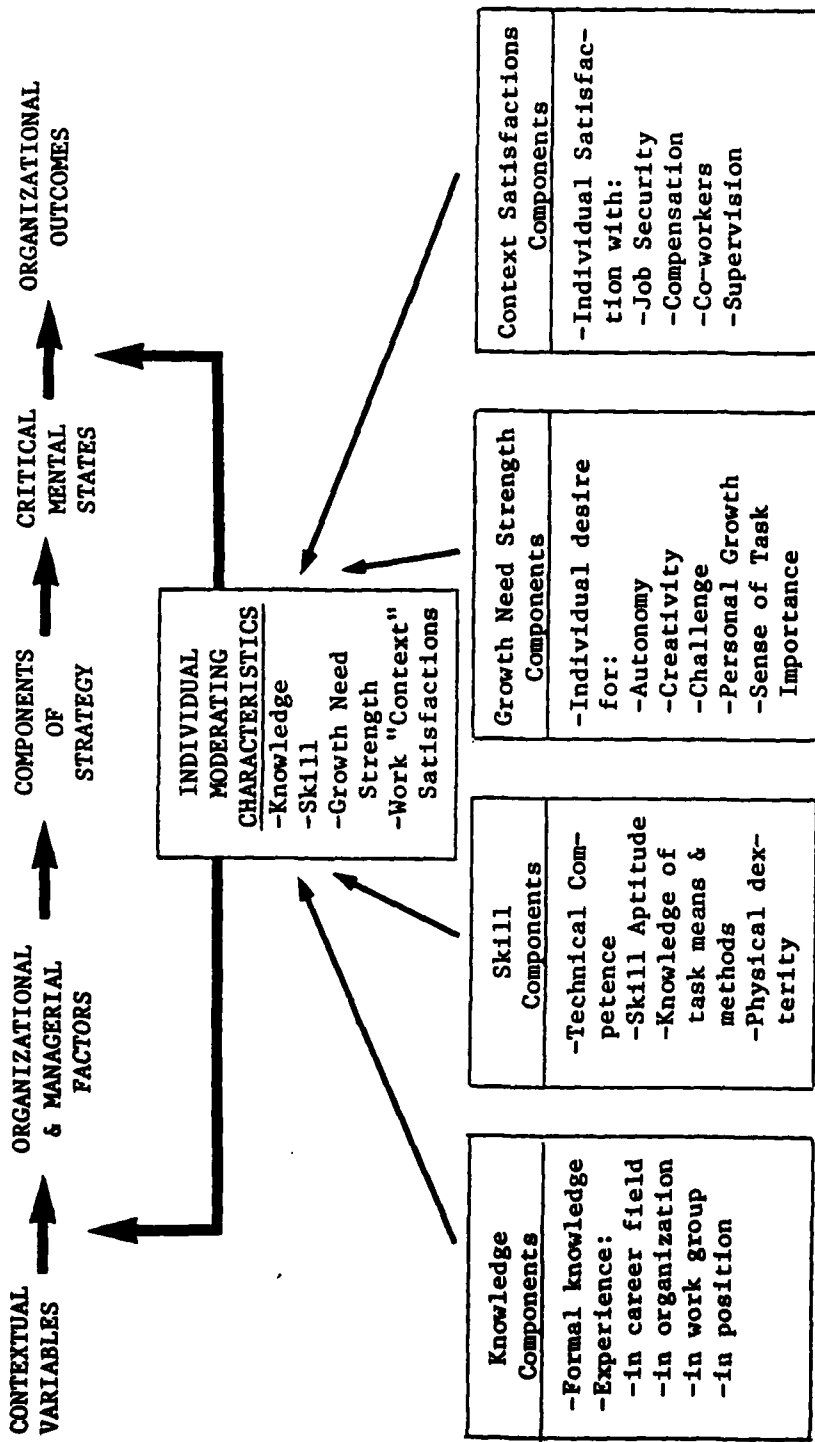 CONTEXTUAL
VARIABLES
ORGANIZATIONAL
& MANAGERIAL
FACTORS
COMPONENTS
OF
STRATEGY
CRITICAL
MENTAL
STATES
ORGANIZATIONAL
OUTCOMES
INDIVIDUAL
MODERATING
CHARACTERISTICS
-Knowledge
-Skill
-Growth Need
Strength
-Work "Context"
Satisfactions
Knowledge
Components
-Formal knowledge
-Experience:
-in career field
-in organization
-in work group
-in position
Skill
Components
-Technical Com-
petence
-Skill Aptitude
-Knowledge of
task means &
methods
-Physical dex-
terity
Growth Need Strength
Components
-Individual desire
for:
-Autonomy
-Creativity
-Challenge
-Personal Growth
-Sense of Task
Importance
Context Satisfactions
Components
-Individual Satisfac-
tion with:
-Job Security
-Compensation
-Co-workers
-Supervision